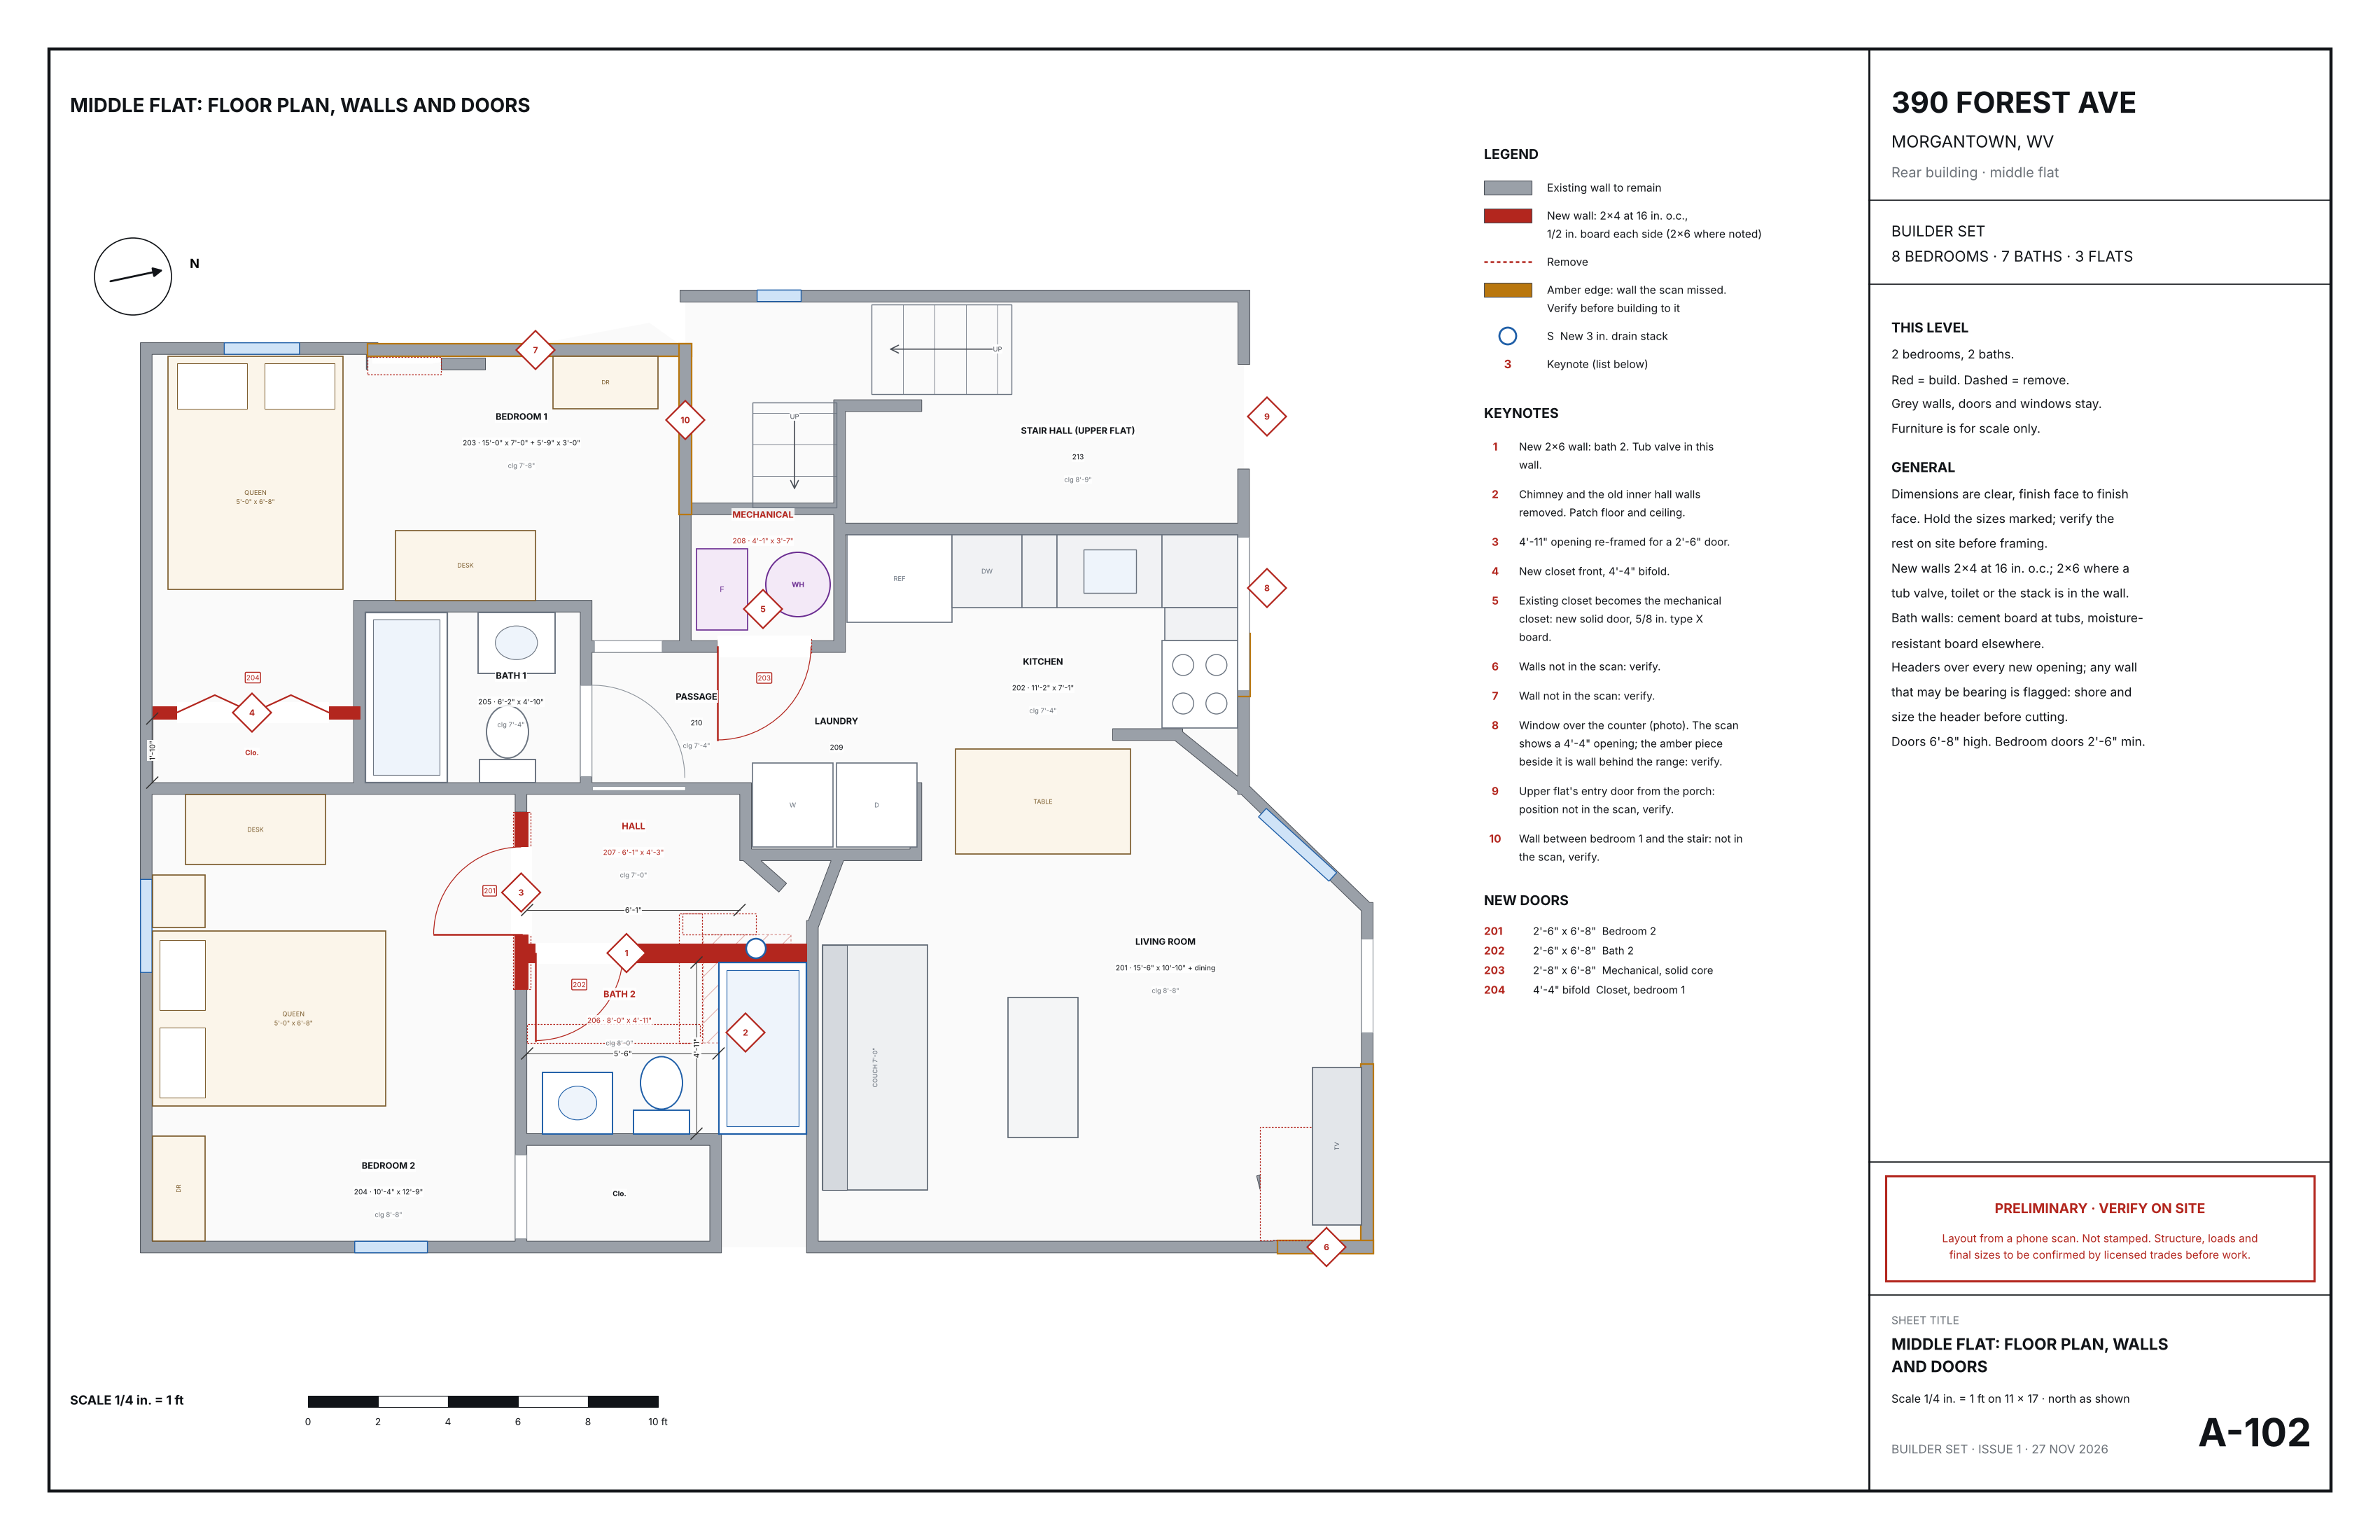 MIDDLE FLAT: FLOOR PLAN, WALLS AND DOORS
N
7
DR
BEDROOM 1
203 · 15'-0" x 7'-0" + 5'-9" x 3'-0"
clg 7'-8"
10
QUEEN
5'-0" x 6'-8"
DESK
UP
UP
STAIR HALL (UPPER FLAT)
213
clg 8'-9"
9
MECHANICAL
208 · 4'-1" x 3'-7"
F
WH
5
REF
DW
8
204
4
Clo.
1'-10"
BATH 1
205 · 6'-2" x 4'-10"
clg 7'-4"
PASSAGE
210
clg 7'-4"
203
LAUNDRY
209
KITCHEN
202 · 11'-2" x 7'-1"
clg 7'-4"
W
D
TABLE
DESK
HALL
207 · 6'-1" x 4'-3"
clg 7'-0"
201
3
6'-1"
1
202
BATH 2
206 · 8'-0" x 4'-11"
clg 8'-0"
5'-6"
4'-11"
2
QUEEN
5'-0" x 6'-8"
LIVING ROOM
201 · 15'-6" x 10'-10" + dining
clg 8'-8"
COUCH 7'-0"
TV
DR
BEDROOM 2
204 · 10'-4" x 12'-9"
clg 8'-8"
Clo.
6
SCALE 1/4 in. = 1 ft
0 2 4 6 8 10 ft
LEGEND
Existing wall to remain
New wall: 2×4 at 16 in. o.c.,
1/2 in. board each side (2×6 where noted)
Remove
Amber edge: wall the scan missed.
Verify before building to it
S New 3 in. drain stack
3 Keynote (list below)
KEYNOTES
1 New 2×6 wall: bath 2. Tub valve in this
wall.
2 Chimney and the old inner hall walls
removed. Patch floor and ceiling.
3 4'-11" opening re-framed for a 2'-6" door.
4 New closet front, 4'-4" bifold.
5 Existing closet becomes the mechanical
closet: new solid door, 5/8 in. type X
board.
6 Walls not in the scan: verify.
7 Wall not in the scan: verify.
8 Window over the counter (photo). The scan
shows a 4'-4" opening; the amber piece
beside it is wall behind the range: verify.
9 Upper flat's entry door from the porch:
position not in the scan, verify.
10 Wall between bedroom 1 and the stair: not in
the scan, verify.
NEW DOORS
201 2'-6" x 6'-8" Bedroom 2
202 2'-6" x 6'-8" Bath 2
203 2'-8" x 6'-8" Mechanical, solid core
204 4'-4" bifold Closet, bedroom 1
390 FOREST AVE
MORGANTOWN, WV
Rear building · middle flat
BUILDER SET
8 BEDROOMS · 7 BATHS · 3 FLATS
THIS LEVEL
2 bedrooms, 2 baths.
Red = build. Dashed = remove.
Grey walls, doors and windows stay.
Furniture is for scale only.
GENERAL
Dimensions are clear, finish face to finish
face. Hold the sizes marked; verify the
rest on site before framing.
New walls 2×4 at 16 in. o.c.; 2×6 where a
tub valve, toilet or the stack is in the wall.
Bath walls: cement board at tubs, moisture-
resistant board elsewhere.
Headers over every new opening; any wall
that may be bearing is flagged: shore and
size the header before cutting.
Doors 6'-8" high. Bedroom doors 2'-6" min.
PRELIMINARY · VERIFY ON SITE
Layout from a phone scan. Not stamped. Structure, loads and
final sizes to be confirmed by licensed trades before work.
SHEET TITLE
MIDDLE FLAT: FLOOR PLAN, WALLS
AND DOORS
Scale 1/4 in. = 1 ft on 11 × 17 · north as shown
BUILDER SET · ISSUE 1 · 27 NOV 2026
A-102